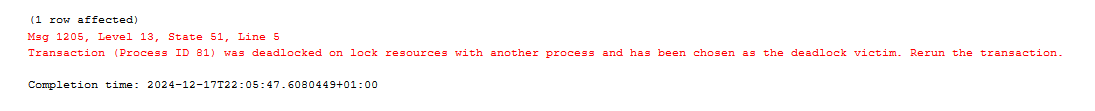 (1 row affected)
Msg 1205, Level 13, State 51, Line 5
Transaction (Process ID 81) was deadlocked on lock resources with another process and has been chosen as the deadlock victim. Rerun the transaction.
Completion time: 2024-12-17T22:05:47.6080449+01:00